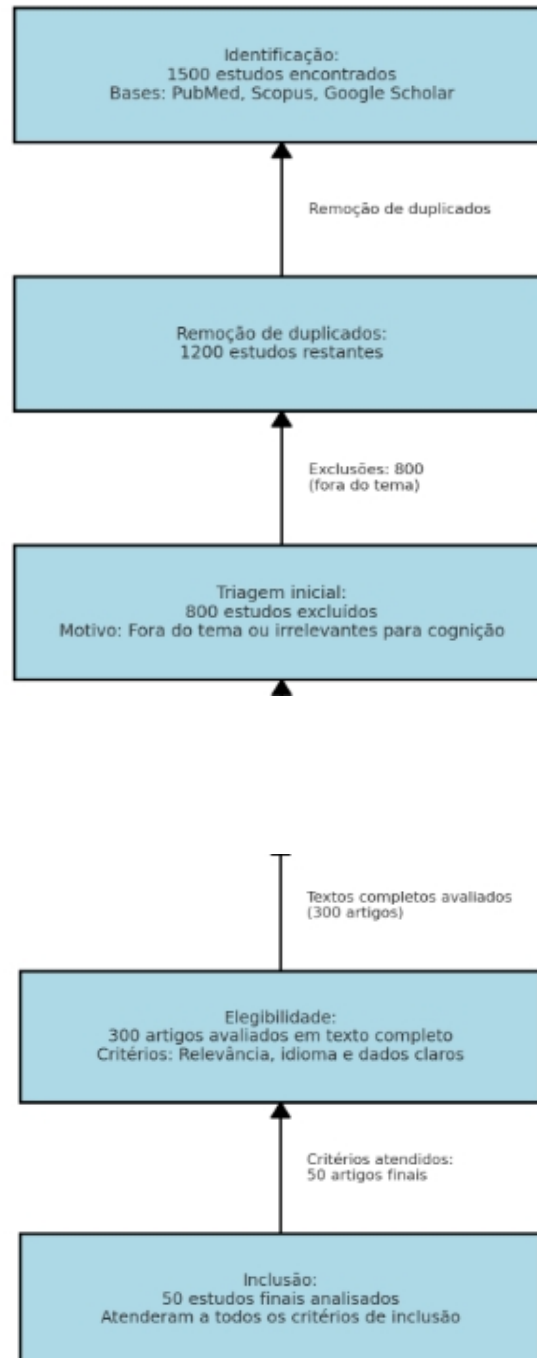 Identificação:
1500 estudos encontrados
Bases: PubMed, Scopus, Google Scholar
Remoção de duplicados
Remoção de duplicados:
1200 estudos restantes
Exclusões: 800
(fora do tema)
Triagem inicial:
800 estudos excluídos
Motivo: Fora do tema ou irrelevantes para cognição
Textos completos avaliados
(300 artigos)
Elegibilidade:
300 artigos avaliados em texto completo
Critérios: Relevância, idioma e dados claros
Critérios atendidos:
50 artigos finais
Inclusão:
50 estudos finais analisados
Atenderam a todos os critérios de inclusão